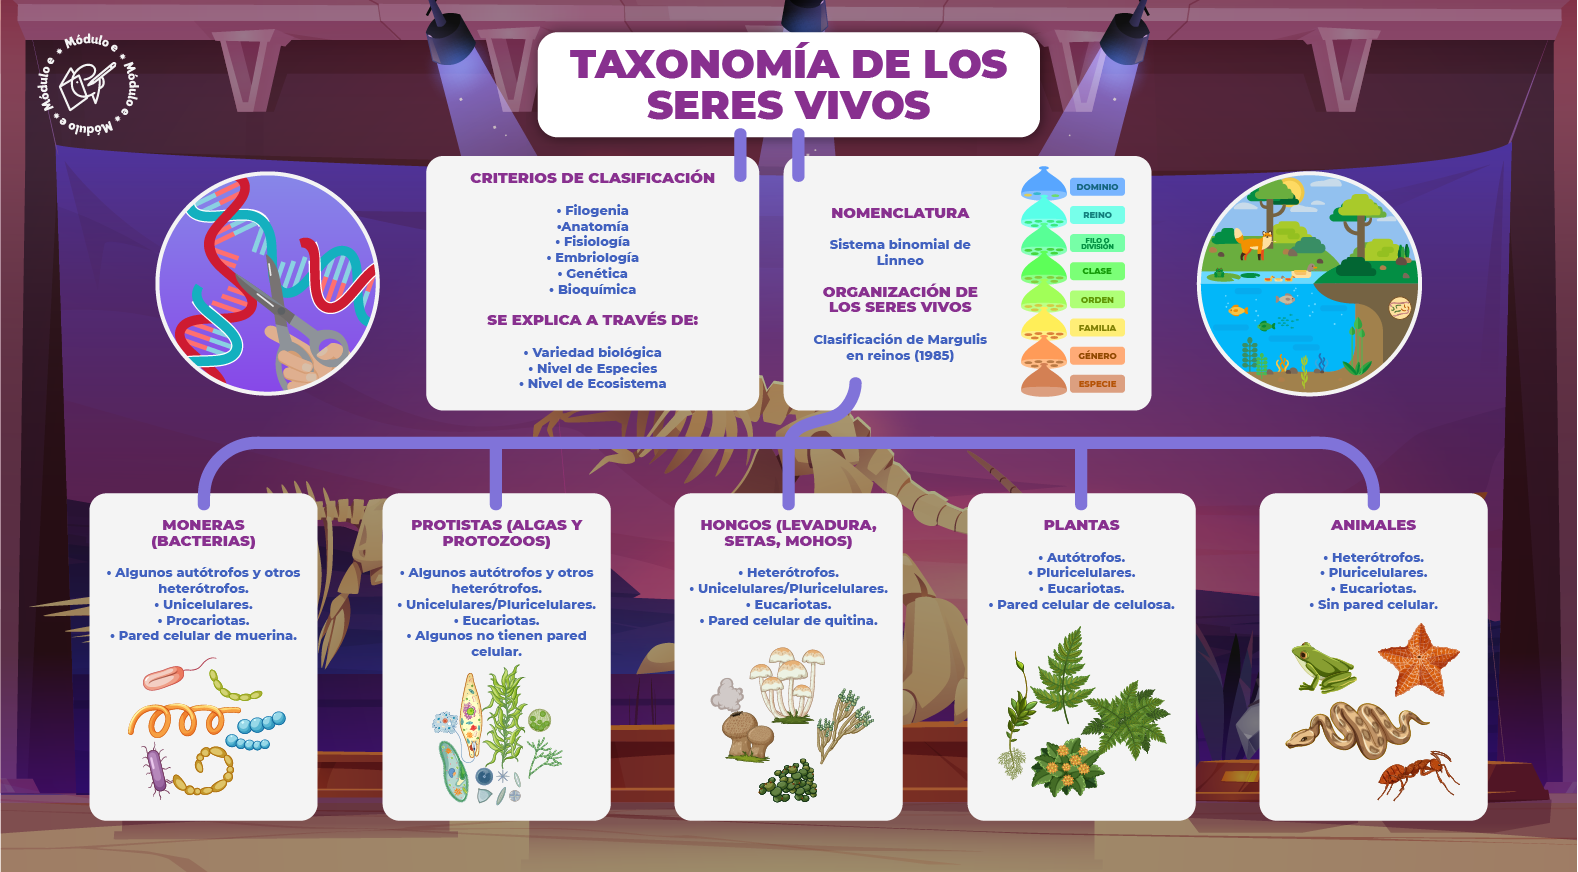 Módulo e * Módulo e * Módulo e * Módulo e *
TAXONOMÍA DE LOS
SERES VIVOS
CRITERIOS DE CLASIFICACIÓN
• Filogenia
•Anatomía
• Fisiología
• Embriología
• Genética
• Bioquímica
SE EXPLICA A TRAVÉS DE:
• Variedad biológica
• Nivel de Especies
• Nivel de Ecosistema
NOMENCLATURA
Sistema binomial de
Linneo
ORGANIZACIÓN DE
LOS SERES VIVOS
Clasificación de Margulis
en reinos (1985)
DOMINIO
REINO
FILO O
DIVISIÓN
CLASE
ORDEN
FAMILIA
GÉNERO
ESPECIE
MONERAS
(BACTERIAS)
• Algunos autótrofos y otros
heterótrofos.
• Unicelulares.
• Procariotas.
• Pared celular de muerina.
PROTISTAS (ALGAS Y
PROTOZOOS)
• Algunos autótrofos y otros
heterótrofos.
• Unicelulares/Pluricelulares.
• Eucariotas.
• Algunos no tienen pared
celular.
HONGOS (LEVADURA,
SETAS, MOHOS)
• Heterótrofos.
• Unicelulares/Pluricelulares.
• Eucariotas.
• Pared celular de quitina.
PLANTAS
• Autótrofos.
• Pluricelulares.
• Eucariotas.
• Pared celular de celulosa.
ANIMALES
• Heterótrofos.
• Pluricelulares.
• Eucariotas.
• Sin pared celular.